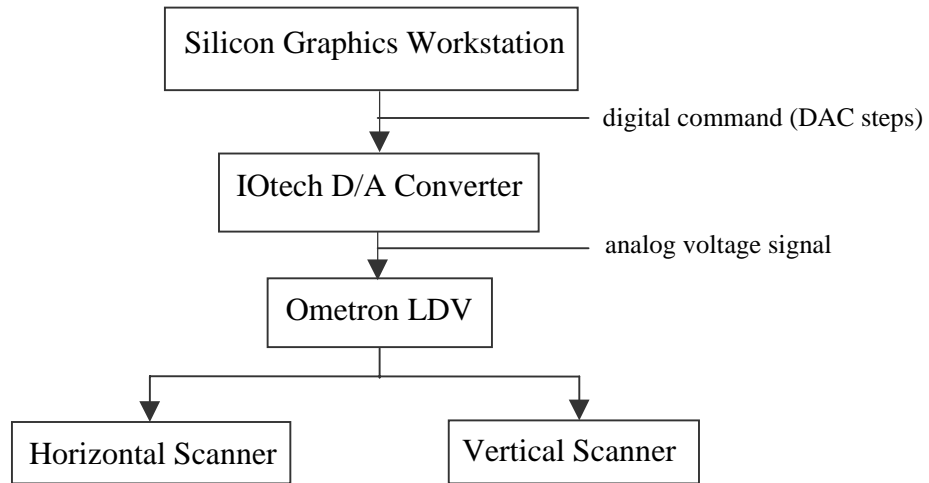 Silicon Graphics Workstation
digital command (DAC steps)
IOtech D/A Converter
analog voltage signal
Ometron LDV
Horizontal Scanner
Vertical Scanner